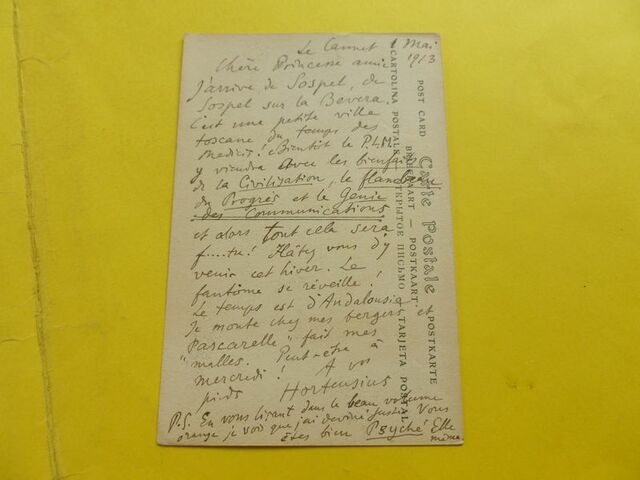 Le Cannet 1 Mai
1913
Chère Princesse amie
J'arrive de Sospel, de
Sospel sur la Bevera.
C'est une petite ville
toscane du temps des
Medicis! Bientôt le P.L.M.
y viendra avec les bienfaits
de la Civilization, le flambeau
du Progrès et le Génie
des Communications
et alors tout cela sera
f....tu! Hâtez vous d'y
venir cet hiver. Le
fantôme se réveille!
Le temps est d'Andalousie
Je monte chez mes bergers et
"Pascarelle" fait mes
malles. Peut-être à
mercredi! A vos
pieds Hortensius
P.S. En vous lisant dans le beau volume
orange je vois que j'ai deviné juste. Vous
êtes bien Psyché Elle
même.
POST CARD
Carte Postale
BRIEFKAART — POSTKAART
POSTKARTE
CARTOLINA POSTALE — ОТКРЫТОЕ ПИСЬМО — TARJETA POSTAL